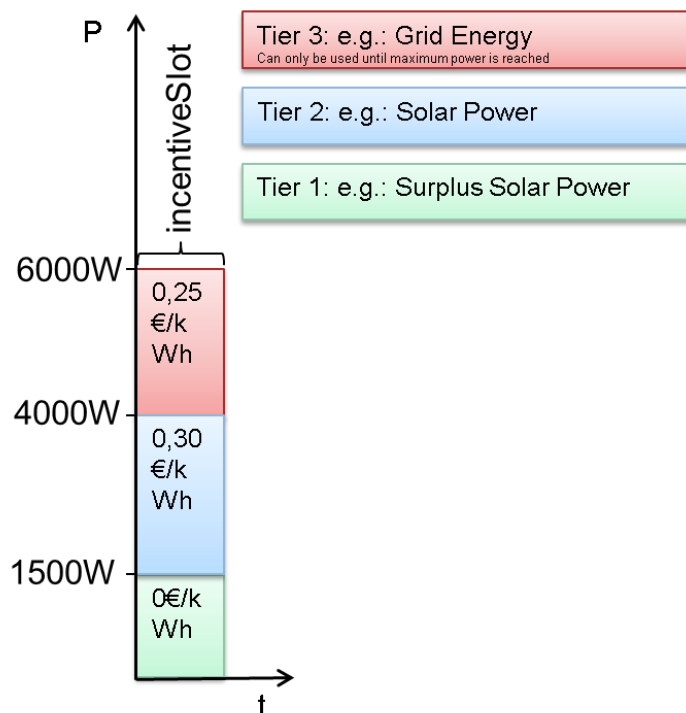 P
Tier 3: e.g.: Grid Energy
Can only be used until maximum power is reached
Tier 2: e.g.: Solar Power
Tier 1: e.g.: Surplus Solar Power
incentiveSlot
6000W
0,25
€/k
Wh
4000W
0,30
€/k
Wh
1500W
0€/k
Wh
t